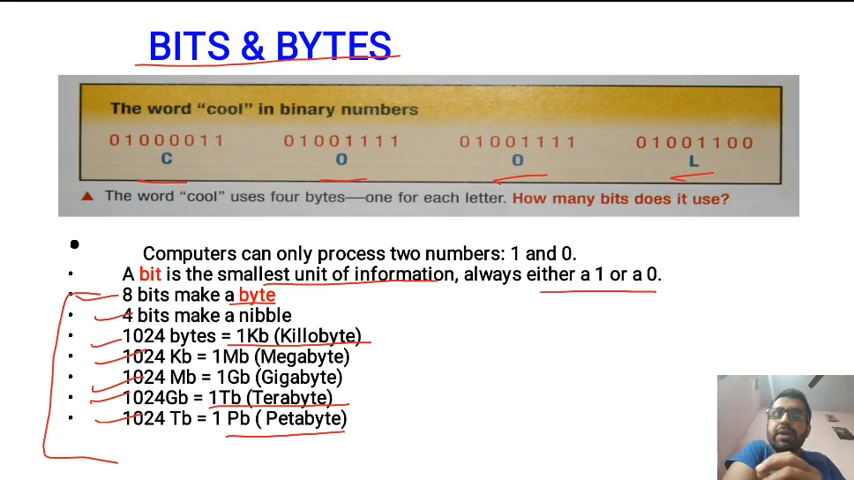 BITS & BYTES
The word “cool” in binary numbers
01000011 01001111 01001111 01001100
C O O L
▲ The word “cool” uses four bytes—one for each letter. How many bits does it use?
• Computers can only process two numbers: 1 and 0.
• A bit is the smallest unit of information, always either a 1 or a 0.
• 8 bits make a byte
• 4 bits make a nibble
• 1024 bytes = 1Kb (Killobyte)
• 1024 Kb = 1Mb (Megabyte)
• 1024 Mb = 1Gb (Gigabyte)
• 1024Gb = 1Tb (Terabyte)
• 1024 Tb = 1 Pb ( Petabyte)